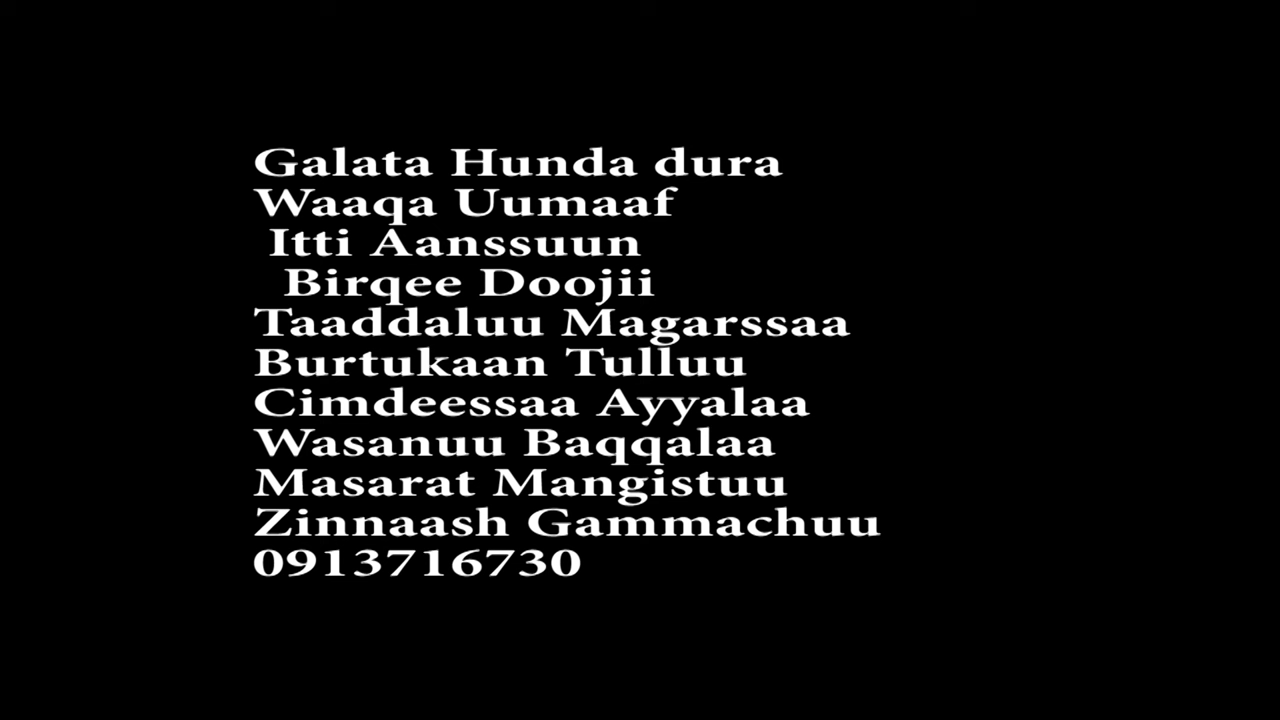 Galata Hunda dura
Waaqa Uumaaf
Itti Aanssuun
Birqee Doojii
Taaddaluu Magarssaa
Burtukaan Tulluu
Cimdeessaa Ayyalaa
Wasanuu Baqqalaa
Masarat Mangistuu
Zinnaash Gammachuu
0913716730